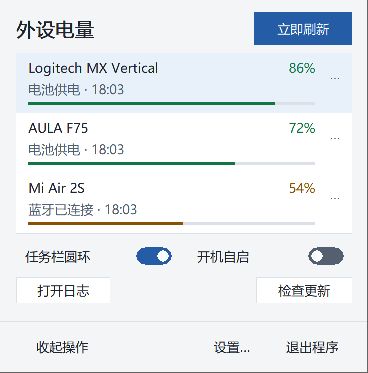 外设电量 立即刷新
Logitech MX Vertical 86%
电池供电 · 18:03 ...
AULA F75 72%
电池供电 · 18:03 ...
Mi Air 2S 54%
蓝牙已连接 · 18:03 ...
任务栏圆环 开机自启
打开日志 检查更新
收起操作 设置... 退出程序